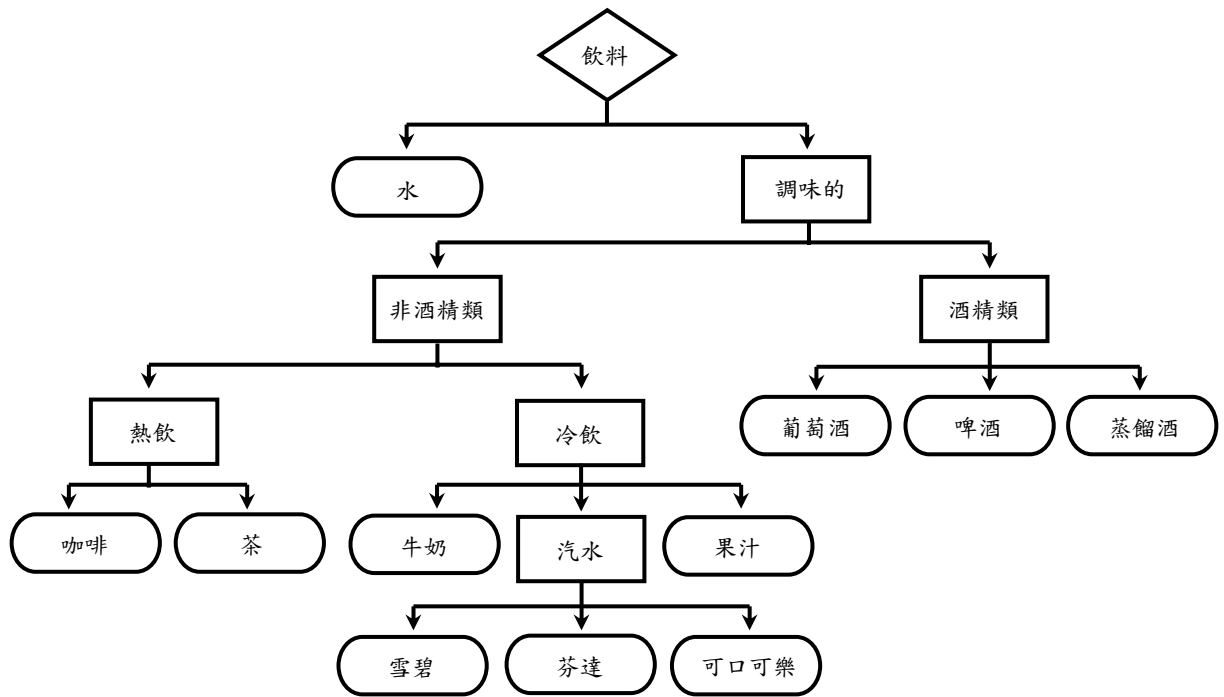 飲料
水
調味的
非酒精類
酒精類
熱飲
冷飲
葡萄酒
啤酒
蒸餾酒
咖啡
茶
牛奶
汽水
果汁
雪碧
芬達
可口可樂